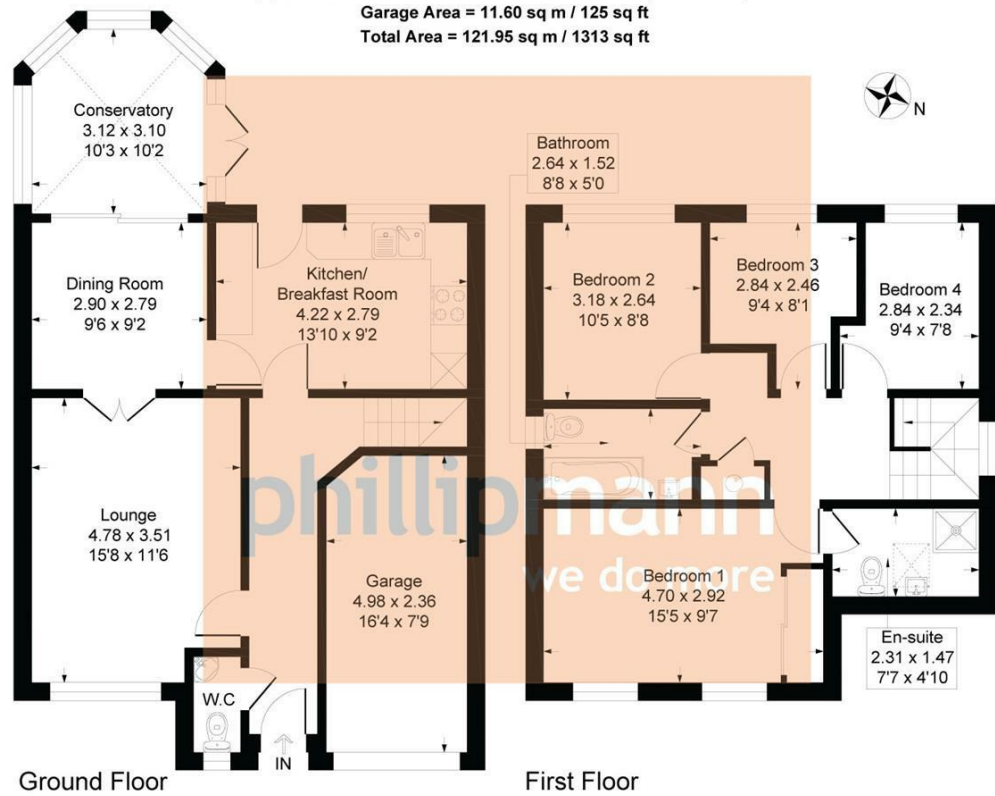 Garage Area = 11.60 sq m / 125 sq ft
Total Area = 121.95 sq m / 1313 sq ft
N
Conservatory
3.12 x 3.10
10'3 x 10'2
Bathroom
2.64 x 1.52
8'8 x 5'0
Dining Room
2.90 x 2.79
9'6 x 9'2
Kitchen/
Breakfast Room
4.22 x 2.79
13'10 x 9'2
Bedroom 2
3.18 x 2.64
10'5 x 8'8
Bedroom 3
2.84 x 2.46
9'4 x 8'1
Bedroom 4
2.84 x 2.34
9'4 x 7'8
phillipmann
we do more
Lounge
4.78 x 3.51
15'8 x 11'6
Garage
4.98 x 2.36
16'4 x 7'9
Bedroom 1
4.70 x 2.92
15'5 x 9'7
En-suite
2.31 x 1.47
7'7 x 4'10
W.C
IN
Ground Floor
First Floor